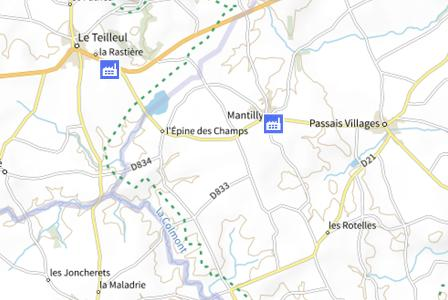 Le Teilleul
la Rastière
Mantilly
Passais Villages
l'Épine des Champs
D834
D21
D833
la Colmont
les Rotelles
les Joncherets
la Maladrie